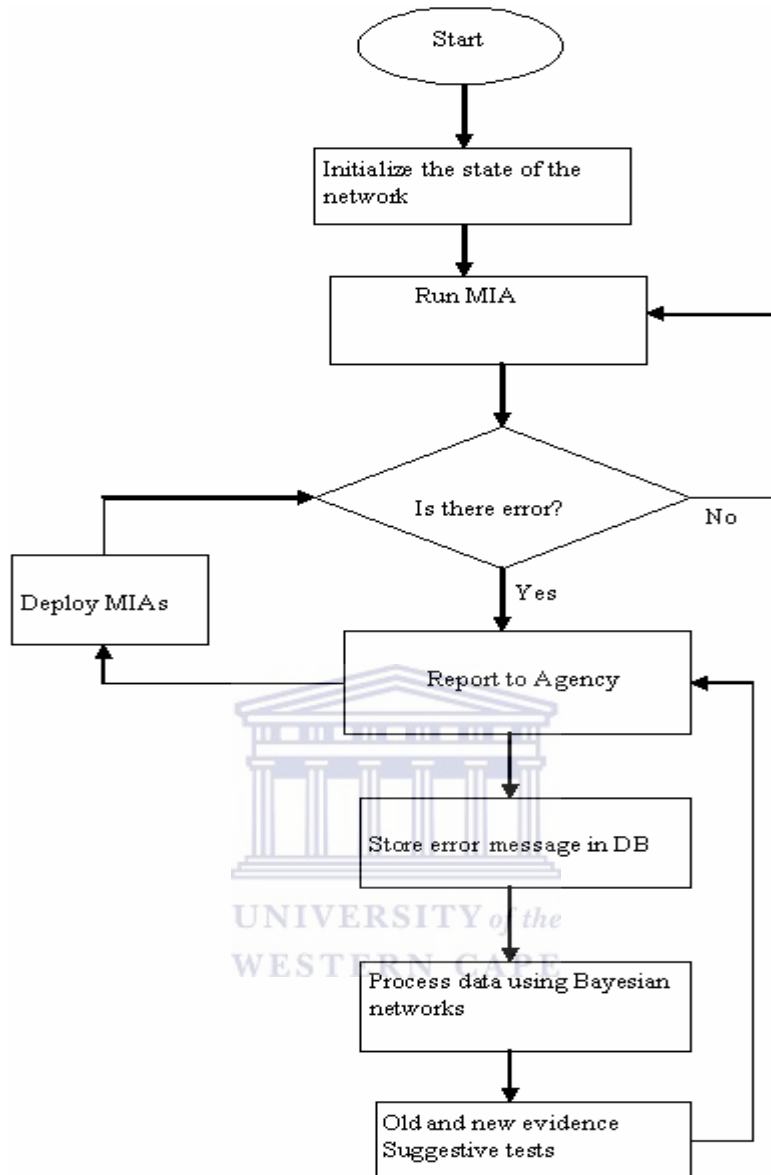 Start
Initialize the state of the
network
Run MIA
Is there error?
No
Yes
Deploy MIAs
Report to Agency
Store error message in DB
UNIVERSITY of the
WESTERN CAPE
Process data using Bayesian
networks
Old and new evidence
Suggestive tests